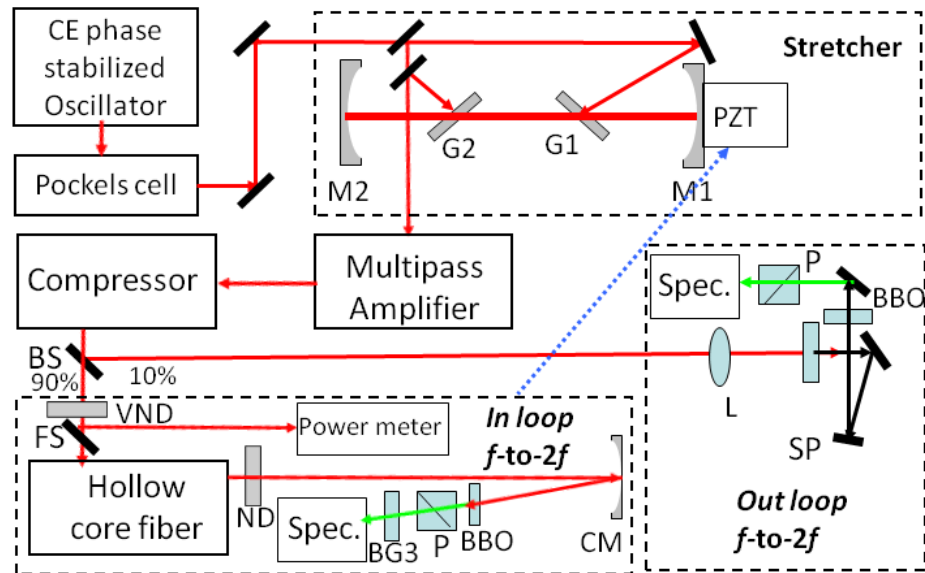 CE phase
stabilized
Oscillator
Pockels cell
Stretcher
M2
G2
G1
M1
PZT
Compressor
Multipass
Amplifier
BS
90%
10%
VND
FS
Power meter
In loop
f-to-2f
Hollow
core fiber
ND
Spec.
BG3
P
BBO
CM
Spec.
P
BBO
L
SP
Out loop
f-to-2f